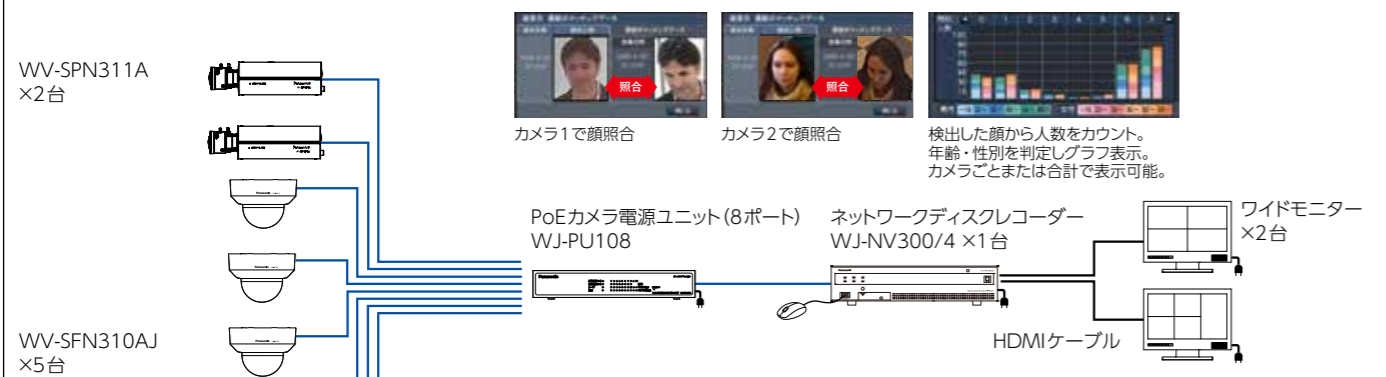 WV-SPN311A
×2台
照合
照合
カメラ1で顔照合
カメラ2で顔照合
検出した顔から人数をカウント。
年齢・性別を判定しグラフ表示。
カメラごとまたは合計で表示可能。
PoEカメラ電源ユニット（8ポート）
WJ-PU108
ネットワークディスクレコーダー
WJ-NV300/4 ×1台
ワイドモニター
×2台
HDMIケーブル
WV-SFN310AJ
×5台